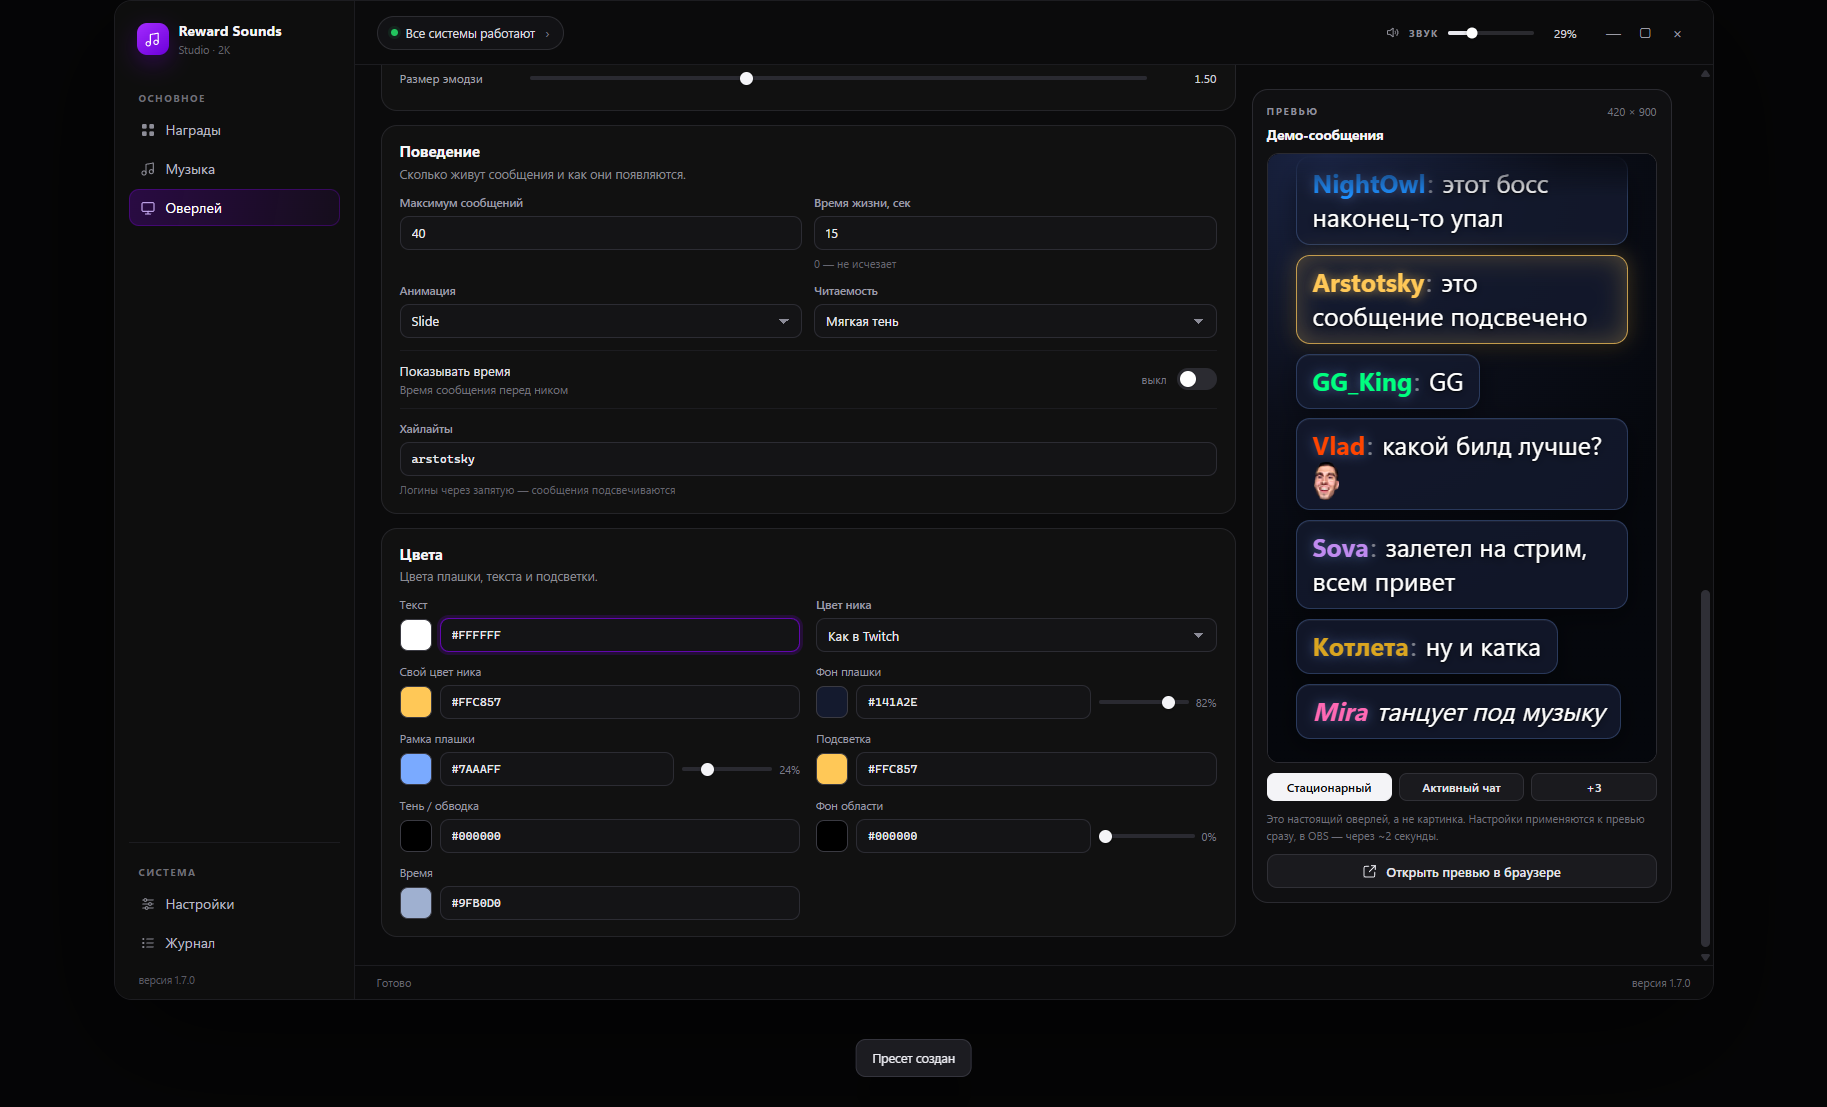 Reward Sounds
Studio · 2K
ОСНОВНОЕ
Награды
Музыка
Оверлей
СИСТЕМА
Настройки
Журнал
версия 1.7.0
Все системы работают ›
ЗВУК
29%
Размер эмодзи
1.50
Поведение
Сколько живут сообщения и как они появляются.
Максимум сообщений
40
Время жизни, сек
15
0 — не исчезает
Анимация
Slide
Читаемость
Мягкая тень
Показывать время
Время сообщения перед ником
выкл
Хайлайты
arstotsky
Логины через запятую — сообщения подсвечиваются
Цвета
Цвета плашки, текста и подсветки.
Текст
#FFFFFF
Цвет ника
Как в Twitch
Свой цвет ника
#FFC857
Фон плашки
#141A2E
82%
Рамка плашки
#7AAAFF
24%
Подсветка
#FFC857
Тень / обводка
#000000
Фон области
#000000
0%
Время
#9FB0D0
ПРЕВЬЮ
420 × 900
Демо-сообщения
NightOwl: этот босс
наконец-то упал
Arstotsky: это
сообщение подсвечено
GG_King: GG
Vlad: какой билд лучше?
Sova: залетел на стрим,
всем привет
Котлета: ну и катка
Mira танцует под музыку
Стационарный
Активный чат
+3
Это настоящий оверлей, а не картинка. Настройки применяются к превью
сразу, в OBS — через ~2 секунды.
Открыть превью в браузере
Готово
версия 1.7.0
Пресет создан